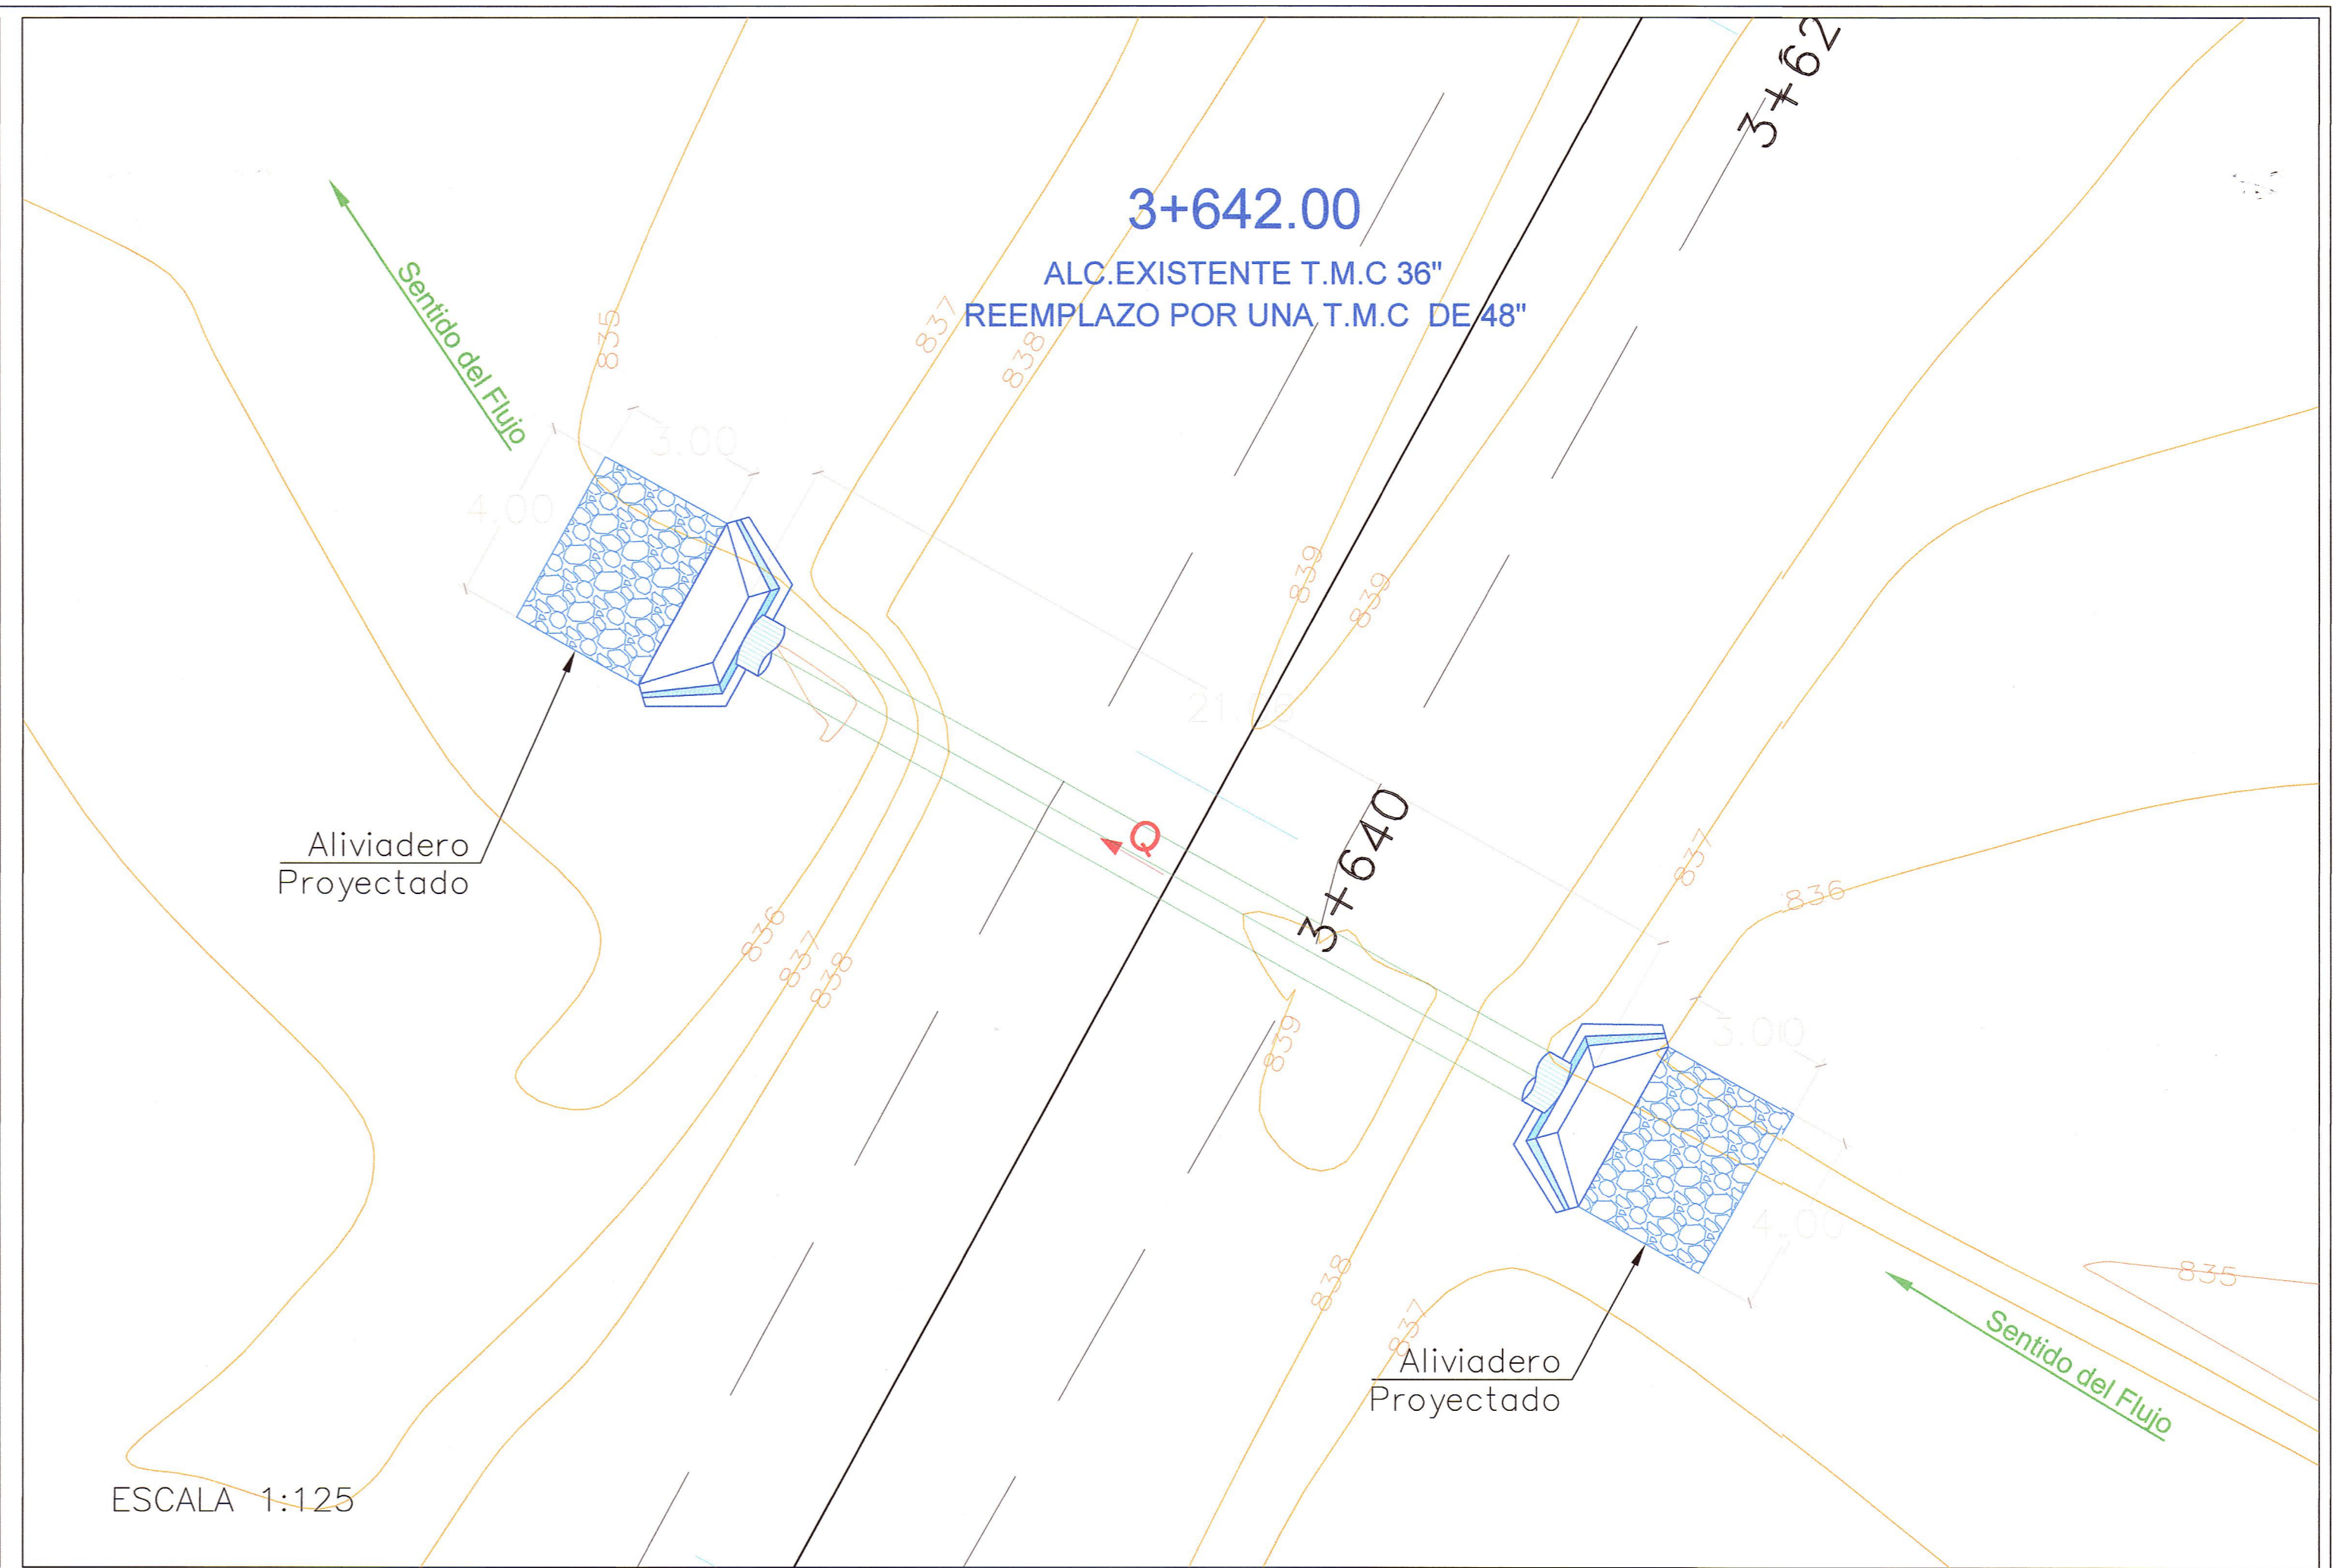 3+62
3+642.00
ALC.EXISTENTE T.M.C 36"
REEMPLAZO POR UNA T.M.C  DE 48"
Sentido del Flujo
835
837
838
3.00
4.00
839
839
Q
3+640
Aliviadero
Proyectado
837
836
836
837
838
839
3.00
4.00
838
837
835
Aliviadero
Proyectado
Sentido del Flujo
ESCALA 1:125